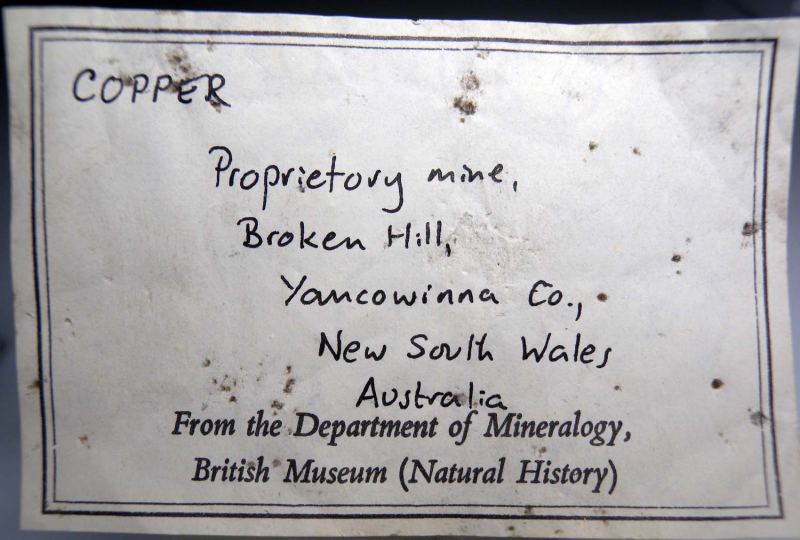 COPPER
Proprietory mine,
Broken Hill,
Yancowinna Co.,
New South Wales
Australia
From the Department of Mineralogy,
British Museum (Natural History)